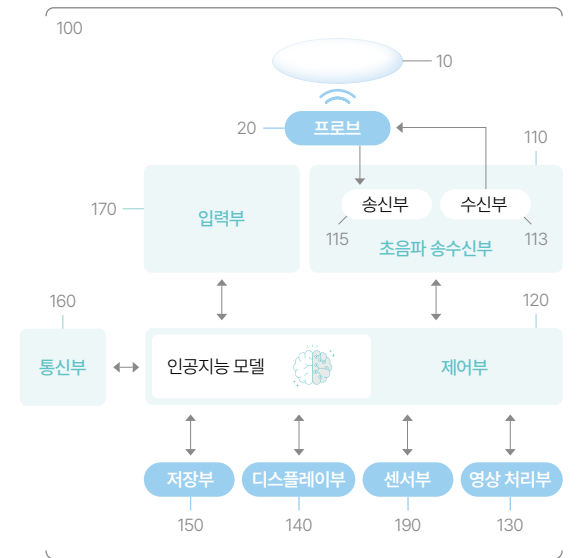 100
10
20
프로브
110
170
입력부
송신부
수신부
115
113
초음파 송수신부
160
120
통신부
인공지능 모델
제어부
저장부
디스플레이부
센서부
영상 처리부
150
140
190
130